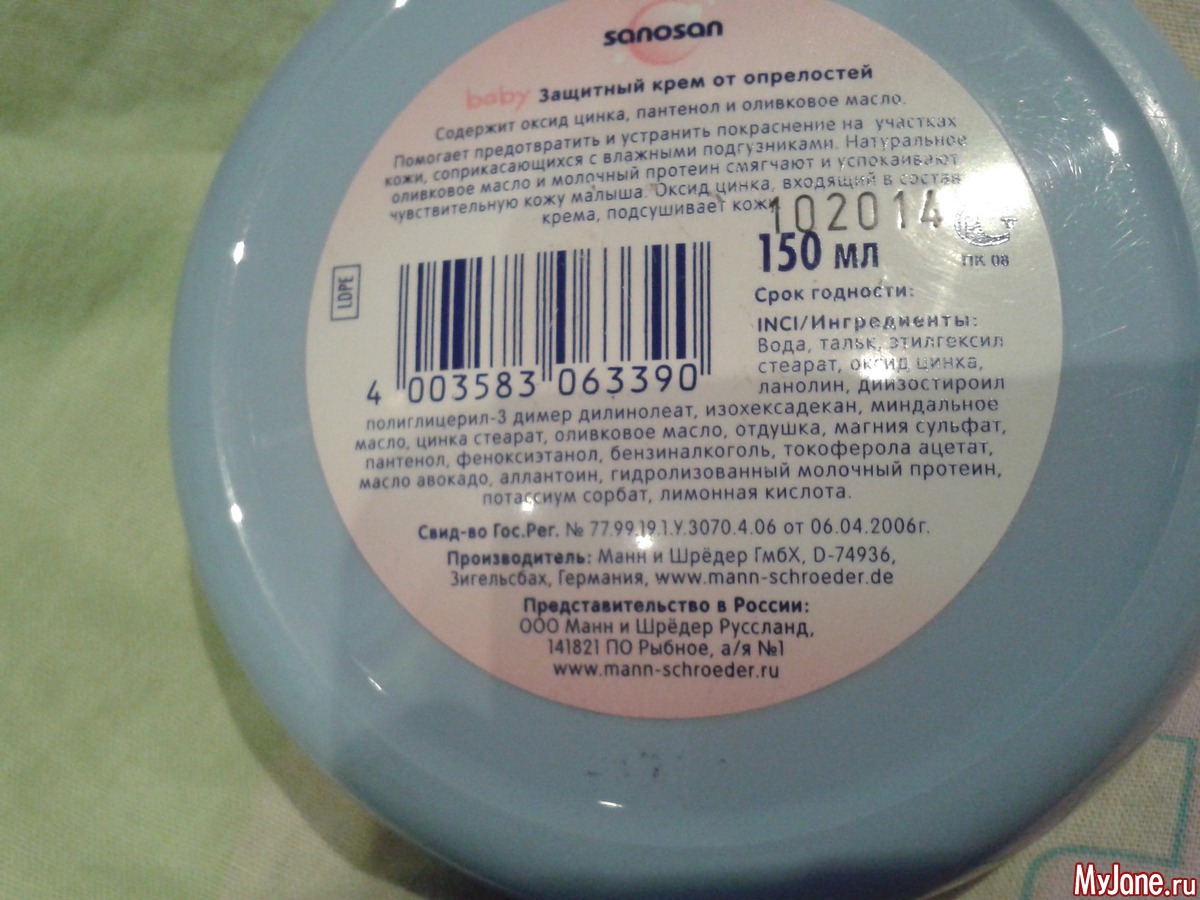 sanosan
baby Защитный крем от опрелостей
Содержит оксид цинка, пантенол и оливковое масло.
Помогает предотвратить и устранить покраснение на участках
кожи, соприкасающихся с влажными подгузниками. Натуральное
оливковое масло и молочный протеин смягчают и успокаивают
чувствительную кожу малыша. Оксид цинка, входящий в состав
крема, подсушивает кожу
102014
150 мл
ПК 08
LDPE
Срок годности:
INCI/Ингредиенты:
Вода, тальк, этилгексил
стеарат, оксид цинка,
ланолин, диизостироил
4 003583 063390
полиглицерил-3 димер дилинолеат, изохексадекан, миндальное
масло, цинка стеарат, оливковое масло, отдушка, магния сульфат,
пантенол, феноксиэтанол, бензиналкоголь, токоферола ацетат,
масло авокадо, аллантоин, гидролизованный молочный протеин,
потассиум сорбат, лимонная кислота.
Свид-во Гос.Рег. № 77.99.19.1.У.3070.4.06 от 06.04.2006г.
Производитель: Манн и Шрёдер ГмбХ, D-74936,
Зигельсбах, Германия, www.mann-schroeder.de
Представительство в России:
ООО Манн и Шрёдер Руссланд,
141821 ПО Рыбное, а/я №1
www.mann-schroeder.ru
MyJane.ru